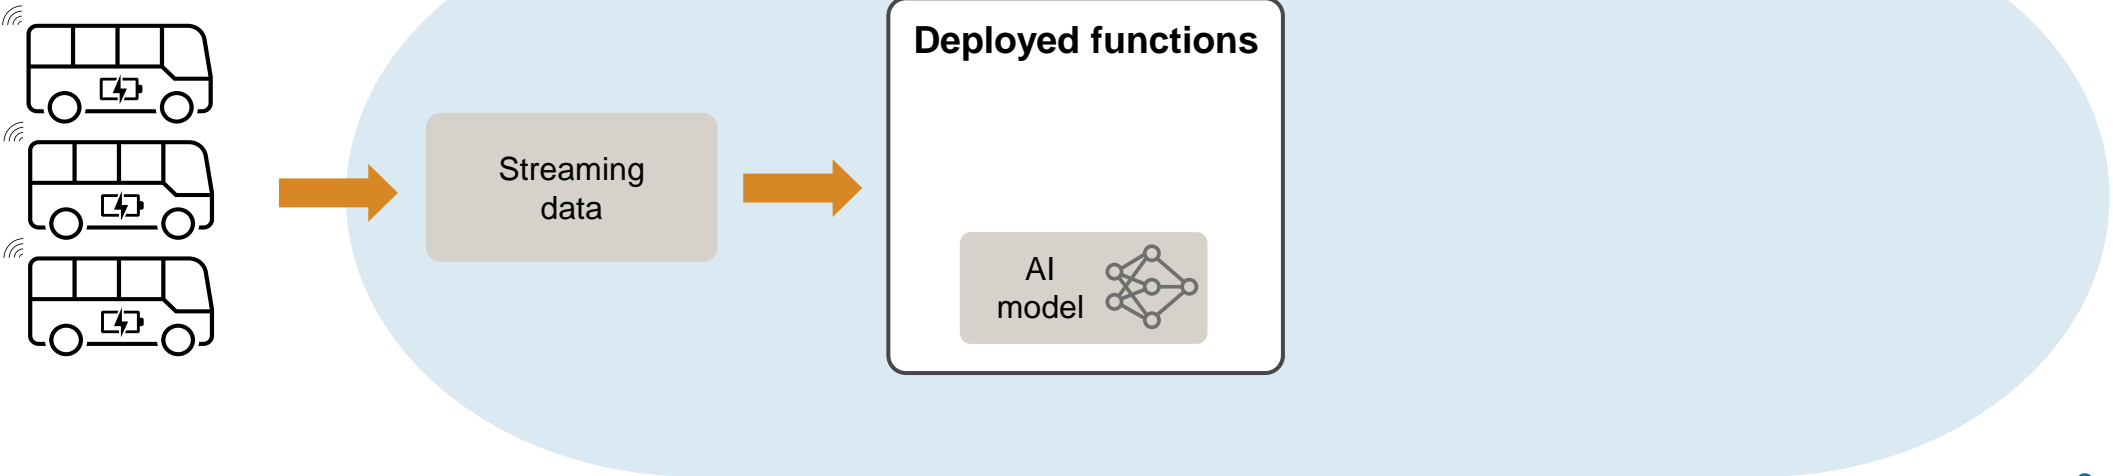 Deployed functions
Streaming
data
AI
model